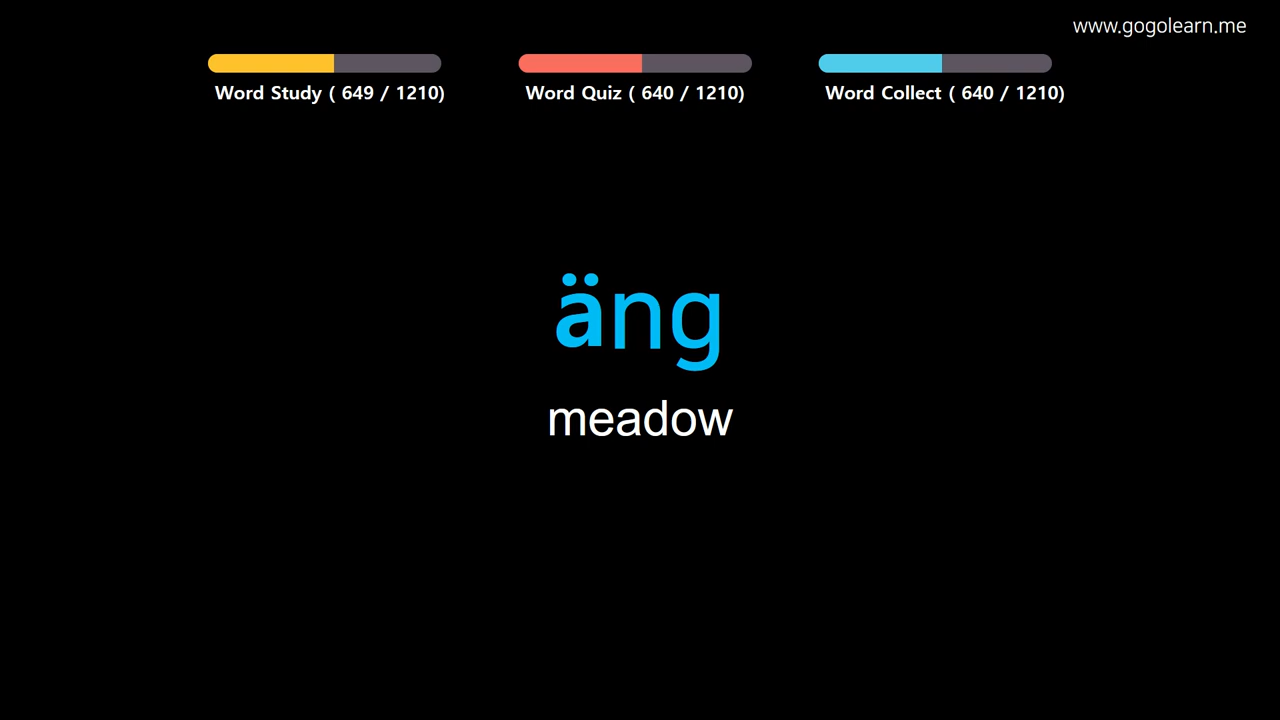 www.gogolearn.me
Word Study ( 649 / 1210)
Word Quiz ( 640 / 1210)
Word Collect ( 640 / 1210)
äng
meadow